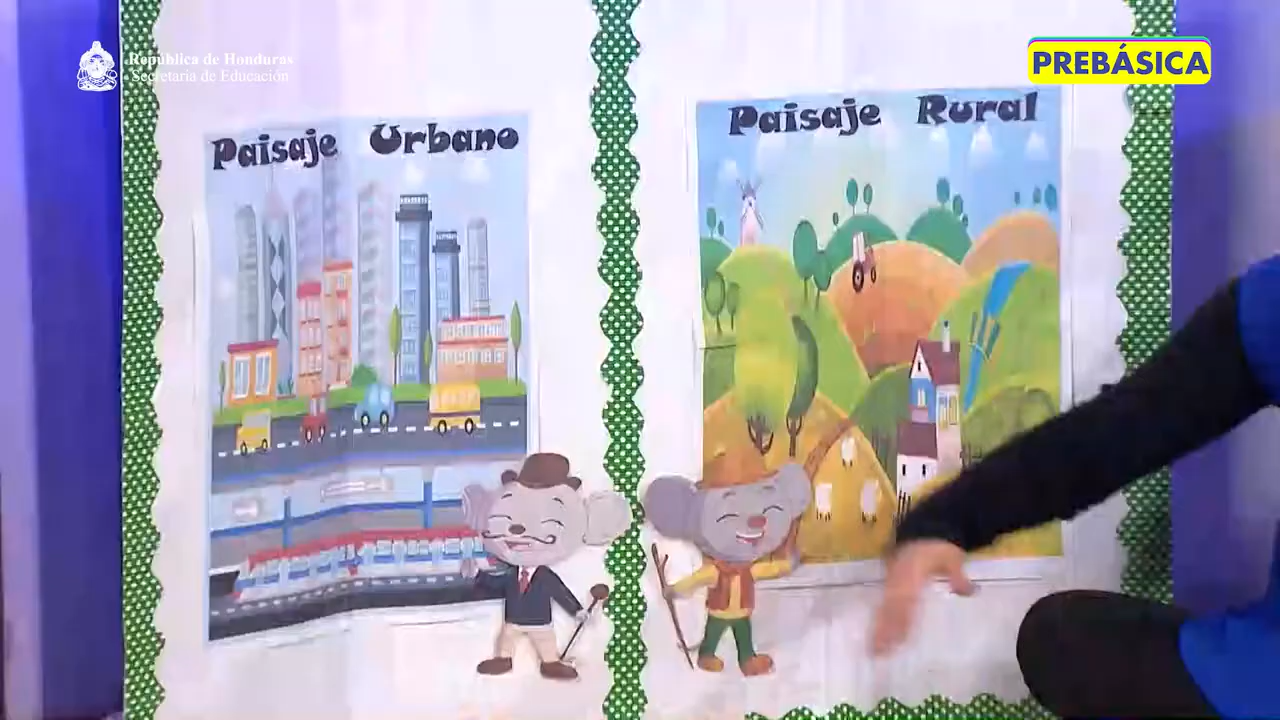 República de Honduras
Secretaría de Educación
PREBÁSICA
Paisaje Urbano
Paisaje Rural